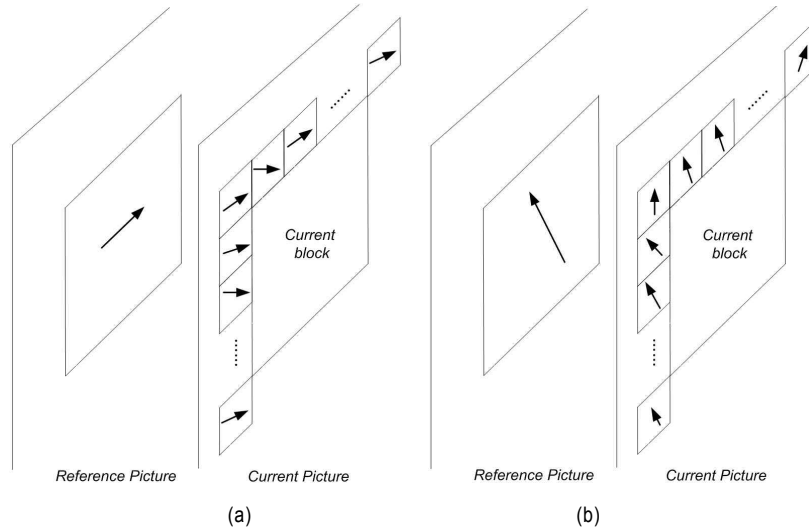 Current
block
Current
block
Reference Picture
Current Picture
Reference Picture
Current Picture
(a)
(b)